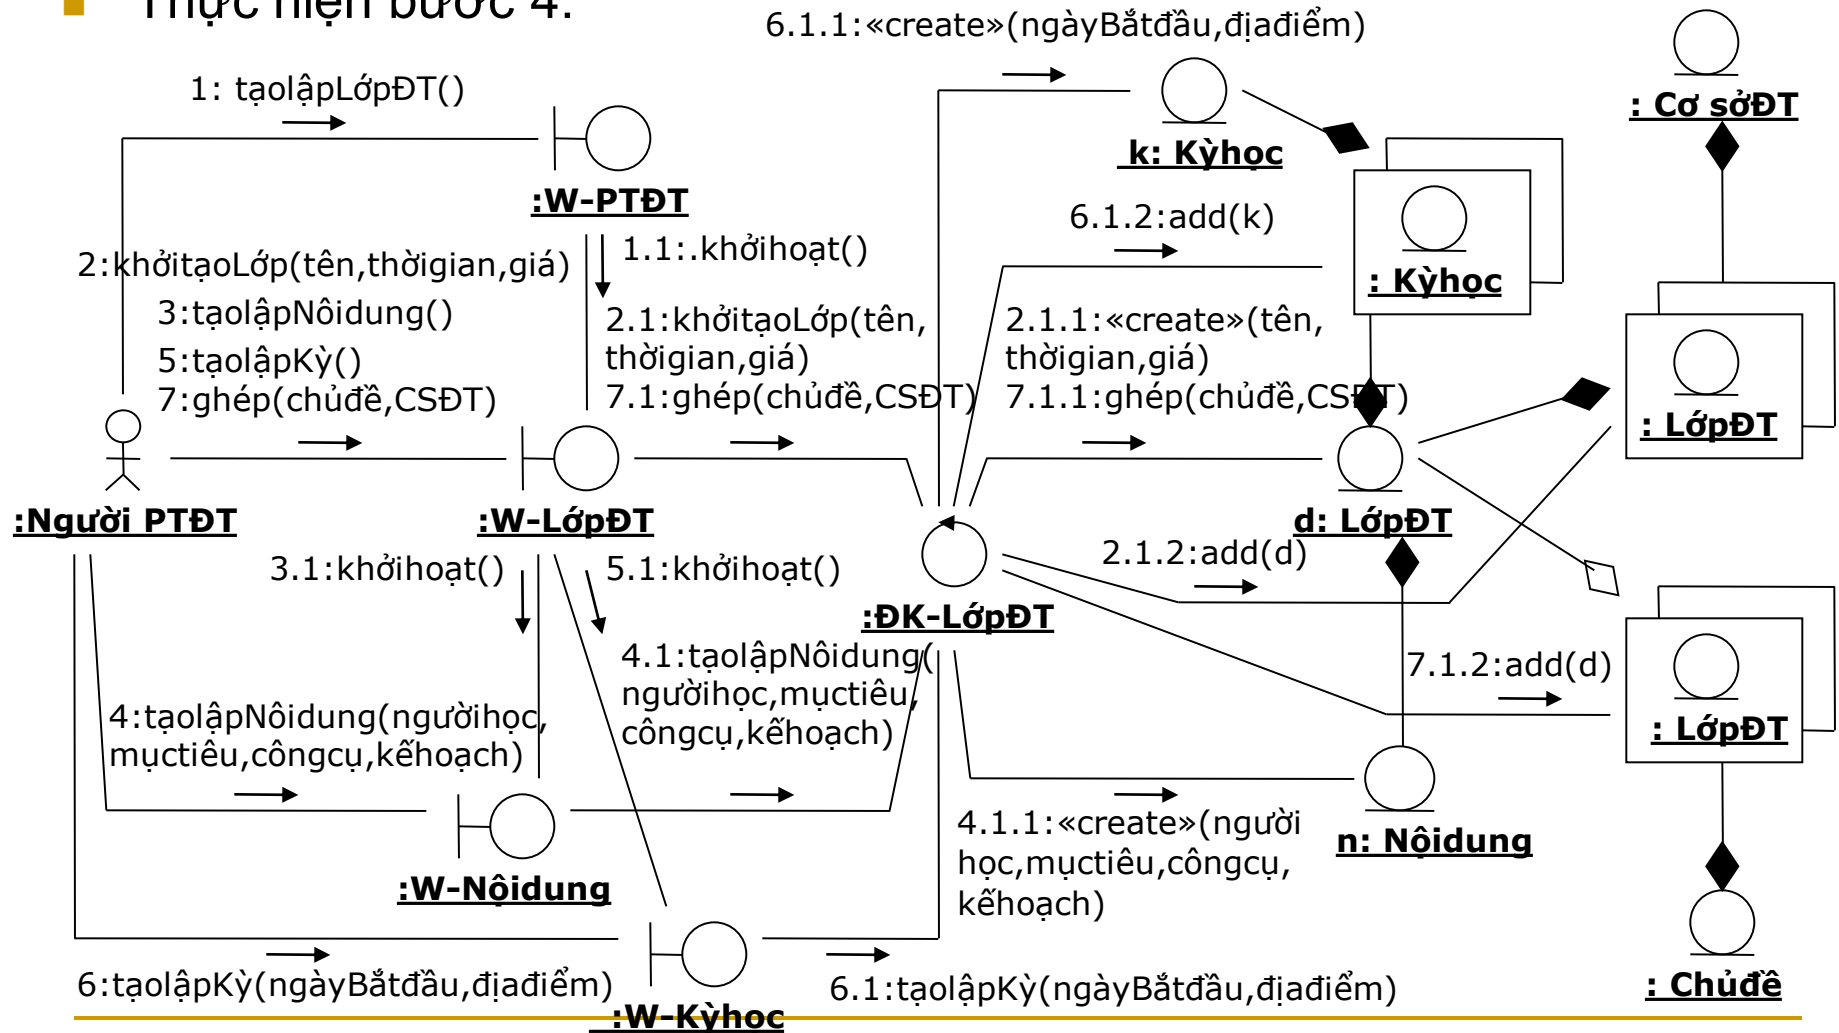 Thực hiện bước 4:
6.1.1:«create»(ngàyBắtđầu,địađiểm)
1: tạolậpLớpĐT()
: Cơ sởĐT
k: Kỳhọc
:W-PTĐT
6.1.2:add(k)
1.1:.khởihoạt()
2:khởitạoLớp(tên,thờigian,giá)
: Kỳhọc
3:tạolậpNôidung()
5:tạolậpKỳ()
7:ghép(chủđề,CSĐT)
2.1:khởitạoLớp(tên,
thờigian,giá)
7.1:ghép(chủđề,CSĐT)
2.1.1:«create»(tên,
thờigian,giá)
7.1.1:ghép(chủđề,CSĐT)
: LớpĐT
:Người PTĐT
:W-LớpĐT
d: LớpĐT
3.1:khởihoạt()
5.1:khởihoạt()
2.1.2:add(d)
:ĐK-LớpĐT
4.1:tạolậpNôidung(
ngườihọc,mụctiêu,
côngcụ,kếhoạch)
7.1.2:add(d)
4:tạolậpNôidung(ngườihọc,
mụctiêu,côngcụ,kếhoạch)
: LớpĐT
4.1.1:«create»(người
học,mụctiêu,côngcụ,
kếhoạch)
n: Nộidung
:W-Nộidung
6:tạolậpKỳ(ngàyBắtđầu,địađiểm)
6.1:tạolậpKỳ(ngàyBắtđầu,địađiểm)
: Chủđề
:W-Kỳhọc